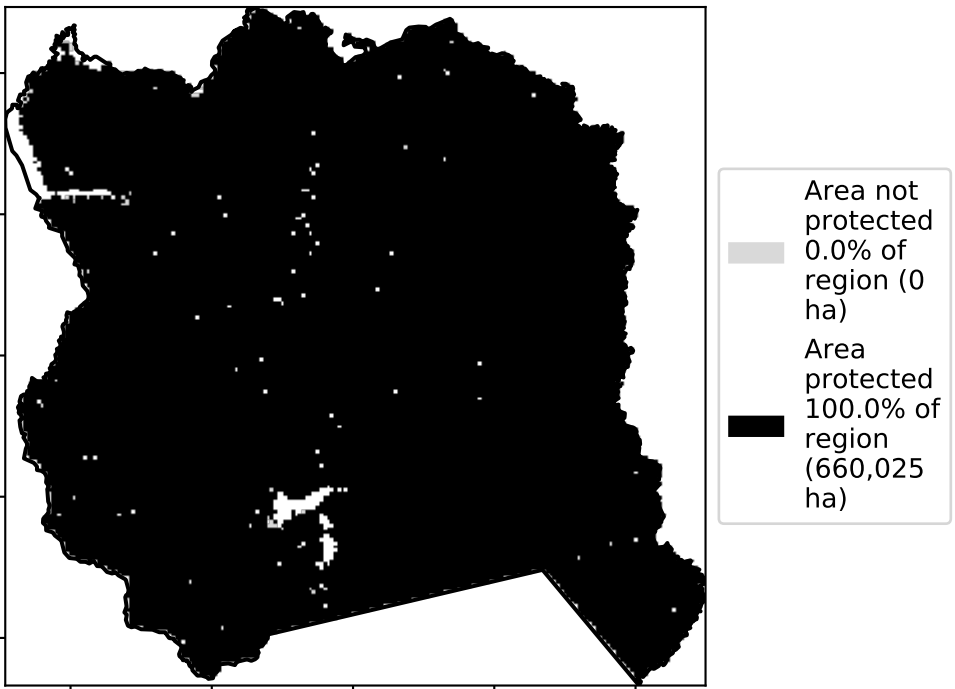 Area not
protected
0.0% of
region (0
ha)
Area
protected
100.0% of
region
(660,025
ha)